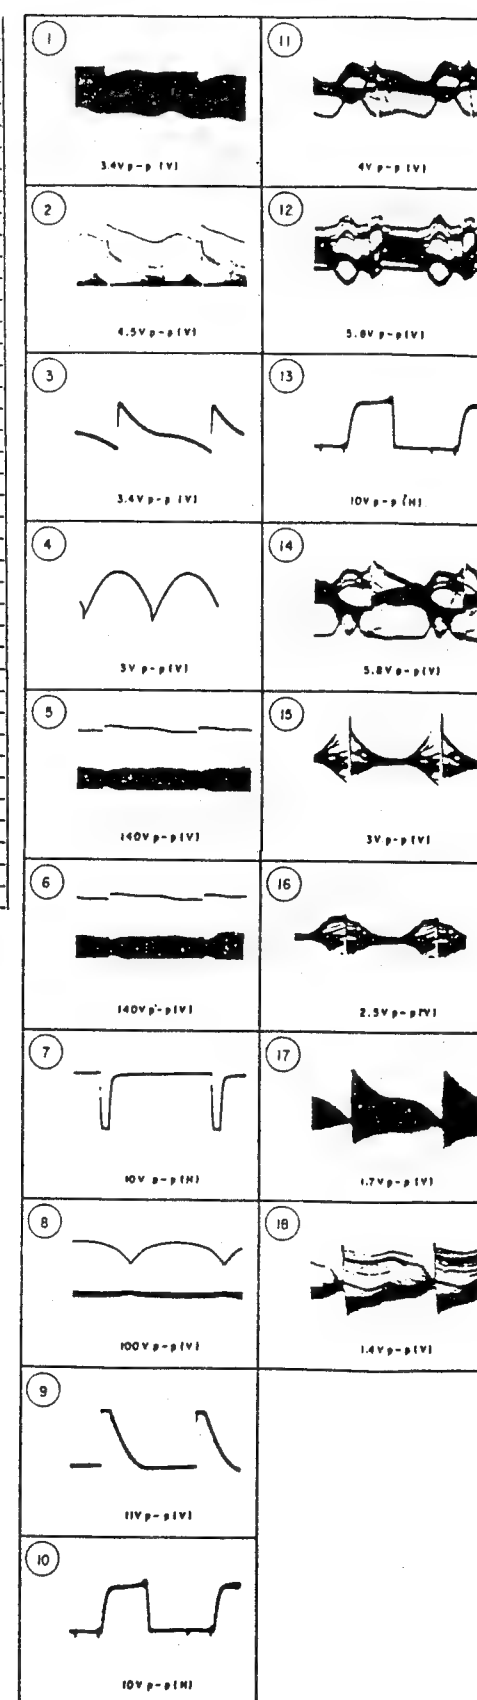 1
3.4V p-p (V)
2
4.5V p-p (V)
3
3.4V p-p (V)
4
3V p-p (V)
5
140V p-p (V)
6
140V p-p (V)
7
10V p-p (H)
8
100V p-p (V)
9
11V p-p (V)
10
10V p-p (H)
11
4V p-p (V)
12
5.8V p-p (V)
13
10V p-p (H)
14
5.8V p-p (V)
15
3V p-p (V)
16
2.5V p-p (V)
17
1.7V p-p (V)
18
1.4V p-p (V)